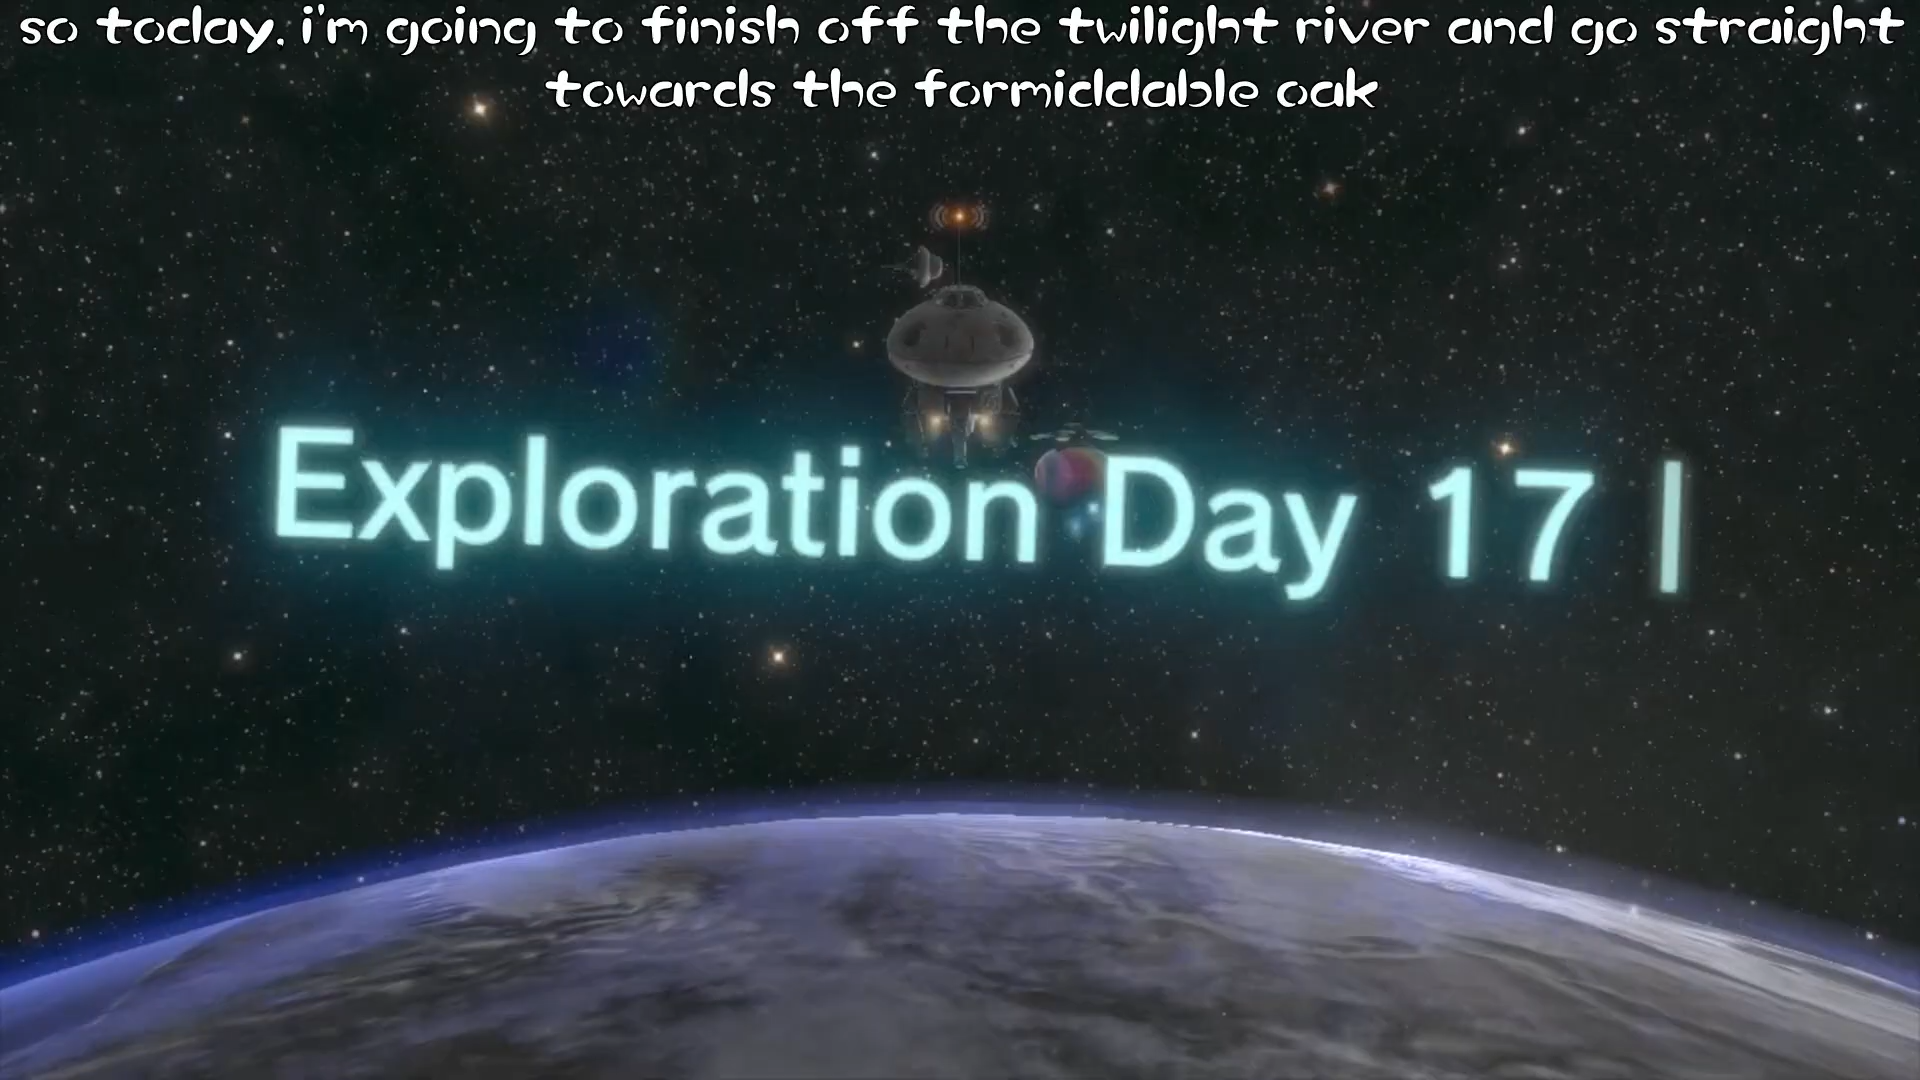 so today, i'm going to finish off the twilight river and go straight
towards the formiddable oak
Exploration Day 17 |